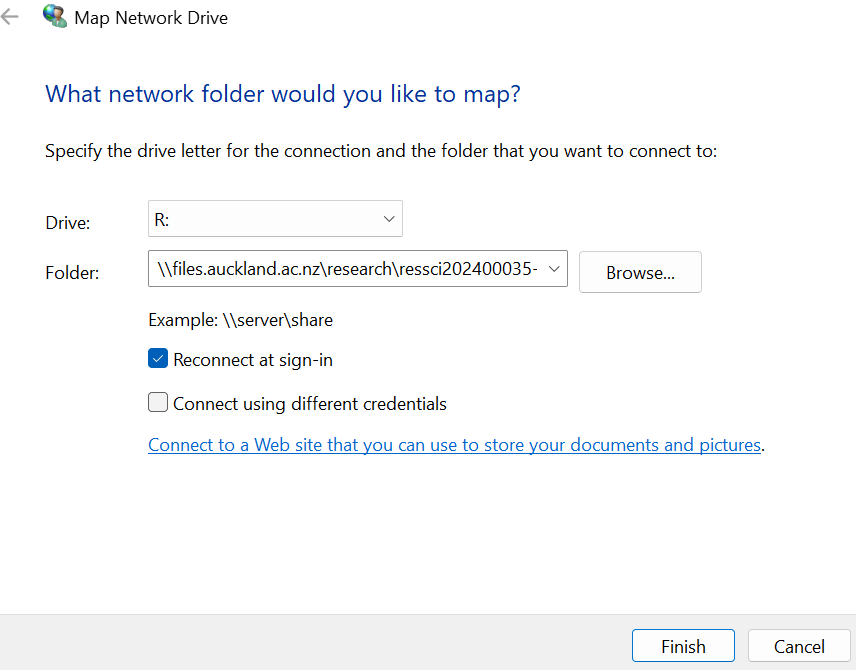 Map Network Drive
What network folder would you like to map?
Specify the drive letter for the connection and the folder that you want to connect to:
Drive: R:
Folder: \\files.auckland.ac.nz\research\ressci202400035- Browse...
Example: \\server\share
Reconnect at sign-in
Connect using different credentials
Connect to a Web site that you can use to store your documents and pictures.
Finish Cancel